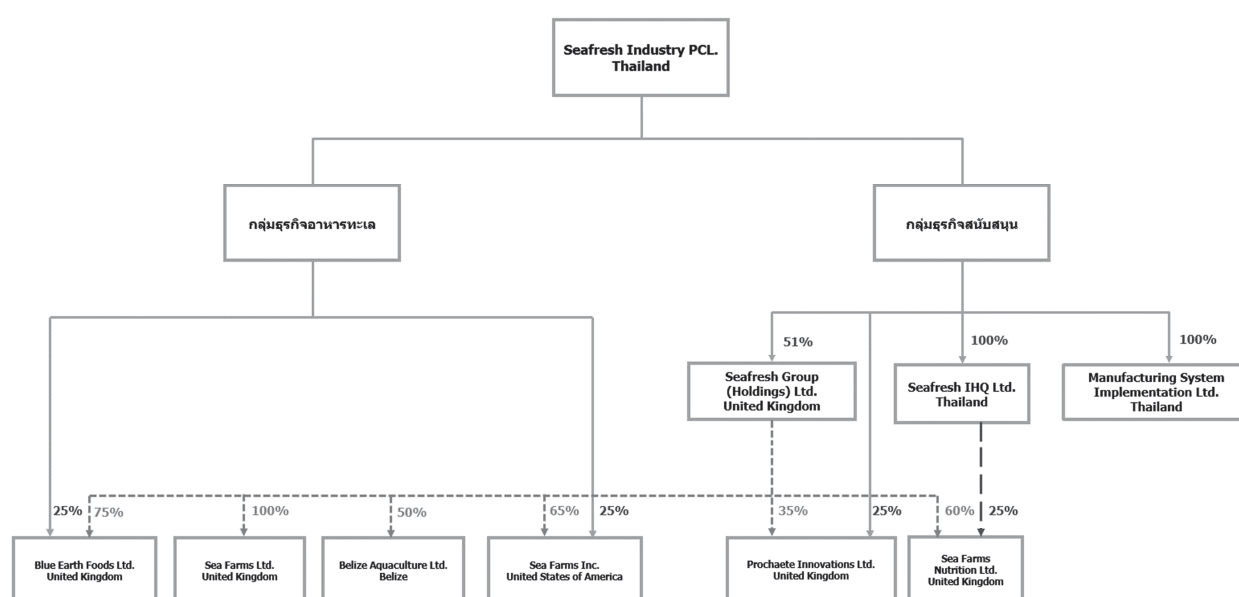 Seafresh Industry PCL.
Thailand
กลุ่มธุรกิจอาหารทะเล
กลุ่มธุรกิจสนับสนุน
51%
100%
100%
Seafresh Group
(Holdings) Ltd.
United Kingdom
Seafresh IHQ Ltd.
Thailand
Manufacturing System
Implementation Ltd.
Thailand
25%
75%
100%
50%
65%
25%
35%
25%
60%
25%
Blue Earth Foods Ltd.
United Kingdom
Sea Farms Ltd.
United Kingdom
Belize Aquaculture Ltd.
Belize
Sea Farms Inc.
United States of America
Prochaete Innovations Ltd.
United Kingdom
Sea Farms
Nutrition Ltd.
United Kingdom